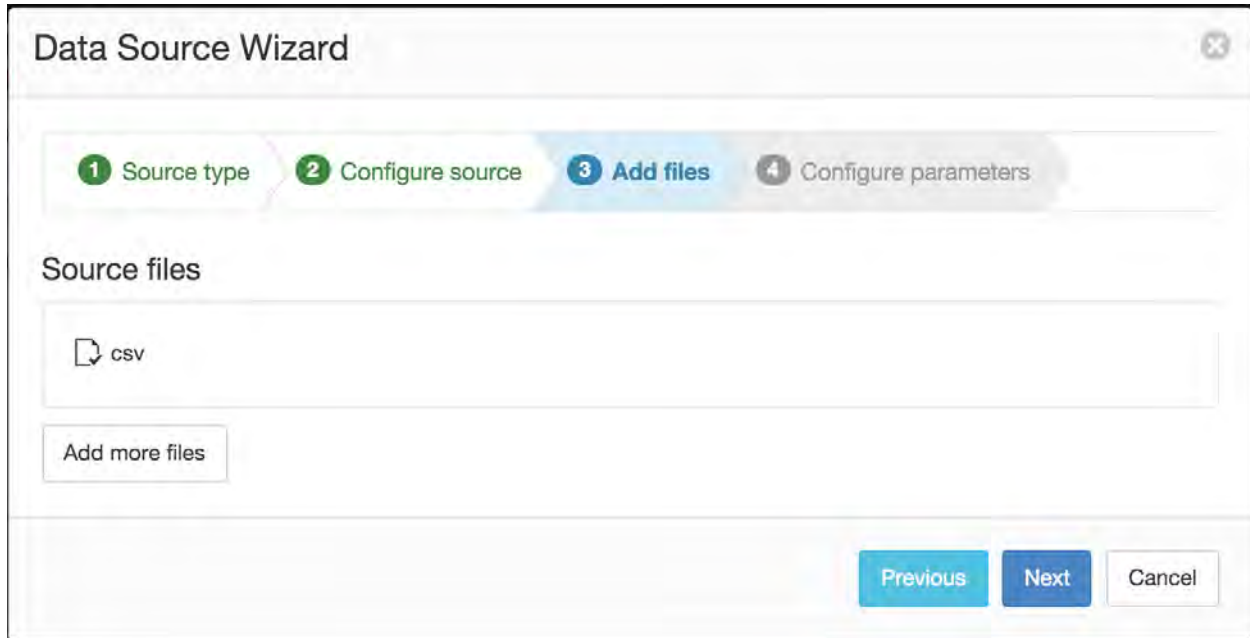 Data Source Wizard
1 Source type 2 Configure source 3 Add files 4 Configure parameters
Source files
csv
Add more files
Previous Next Cancel